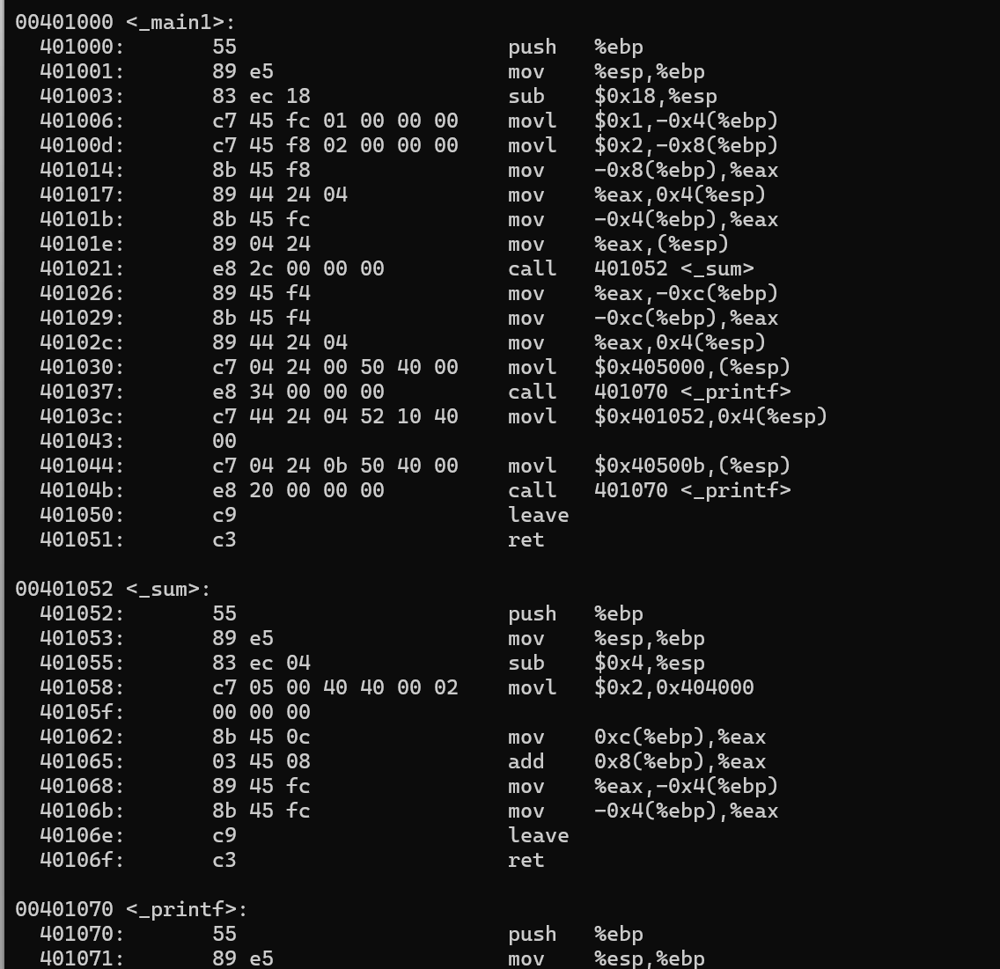 00401000 <_main1>:
  401000:       55                      push   %ebp
  401001:       89 e5                   mov    %esp,%ebp
  401003:       83 ec 18                sub    $0x18,%esp
  401006:       c7 45 fc 01 00 00 00    movl   $0x1,-0x4(%ebp)
  40100d:       c7 45 f8 02 00 00 00    movl   $0x2,-0x8(%ebp)
  401014:       8b 45 f8                mov    -0x8(%ebp),%eax
  401017:       89 44 24 04             mov    %eax,0x4(%esp)
  40101b:       8b 45 fc                mov    -0x4(%ebp),%eax
  40101e:       89 04 24                mov    %eax,(%esp)
  401021:       e8 2c 00 00 00          call   401052 <_sum>
  401026:       89 45 f4                mov    %eax,-0xc(%ebp)
  401029:       8b 45 f4                mov    -0xc(%ebp),%eax
  40102c:       89 44 24 04             mov    %eax,0x4(%esp)
  401030:       c7 04 24 00 50 40 00    movl   $0x405000,(%esp)
  401037:       e8 34 00 00 00          call   401070 <_printf>
  40103c:       c7 44 24 04 52 10 40    movl   $0x401052,0x4(%esp)
  401043:       00
  401044:       c7 04 24 0b 50 40 00    movl   $0x40500b,(%esp)
  40104b:       e8 20 00 00 00          call   401070 <_printf>
  401050:       c9                      leave
  401051:       c3                      ret

00401052 <_sum>:
  401052:       55                      push   %ebp
  401053:       89 e5                   mov    %esp,%ebp
  401055:       83 ec 04                sub    $0x4,%esp
  401058:       c7 05 00 40 40 00 02    movl   $0x2,0x404000
  40105f:       00 00 00
  401062:       8b 45 0c                mov    0xc(%ebp),%eax
  401065:       03 45 08                add    0x8(%ebp),%eax
  401068:       89 45 fc                mov    %eax,-0x4(%ebp)
  40106b:       8b 45 fc                mov    -0x4(%ebp),%eax
  40106e:       c9                      leave
  40106f:       c3                      ret

00401070 <_printf>:
  401070:       55                      push   %ebp
  401071:       89 e5                   mov    %esp,%ebp